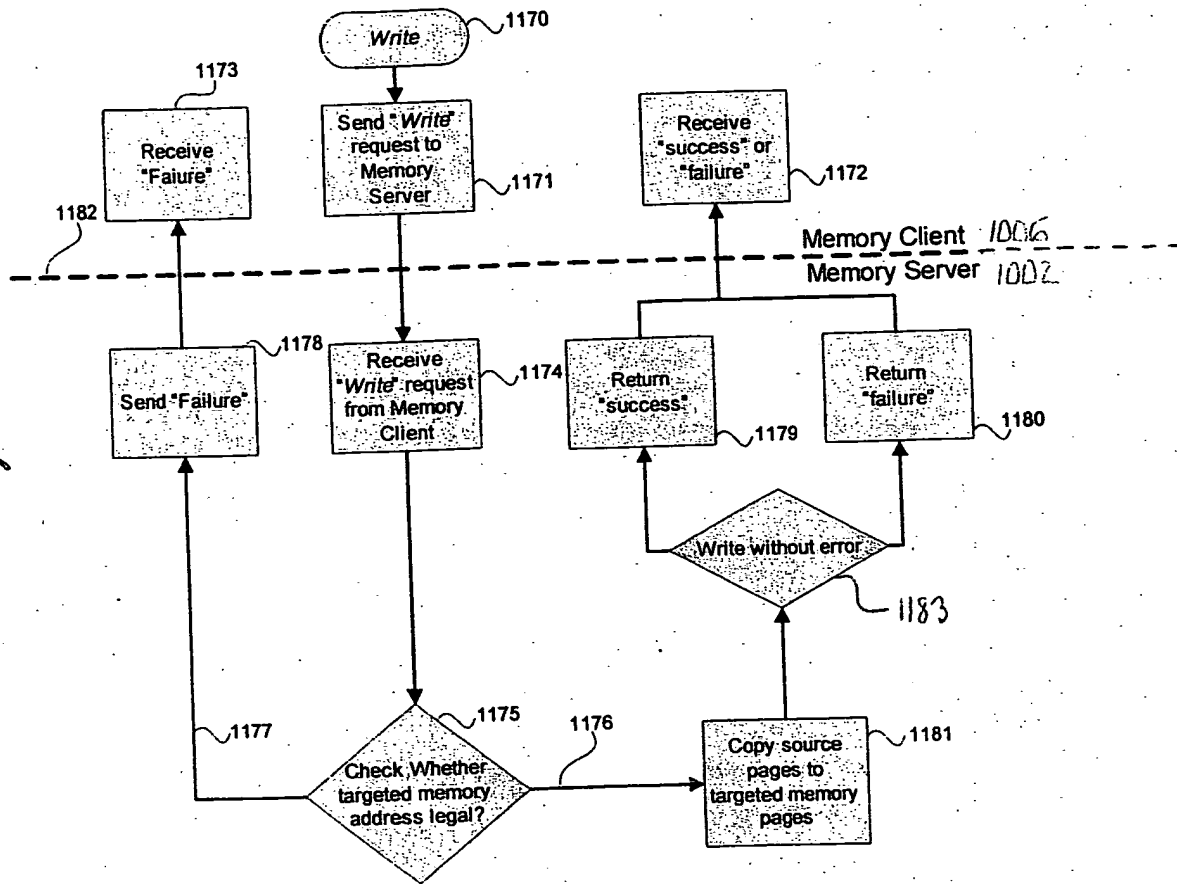 Write
1170
1173
Receive
"Faiure"
Send "Write"
request to
Memory
Server
1171
Receive
"success" or
"failure"
1172
1182
Memory Client 1006
Memory Server 1002
1178
Send "Failure"
Receive
"Write" request
from Memory
Client
1174
Return
"success"
1179
Return
"failure"
1180
Write without error
1183
1177
1175
Check ,Whether
targeted memory
address legal?
1176
Copy source
pages to
targeted memory
pages
1181